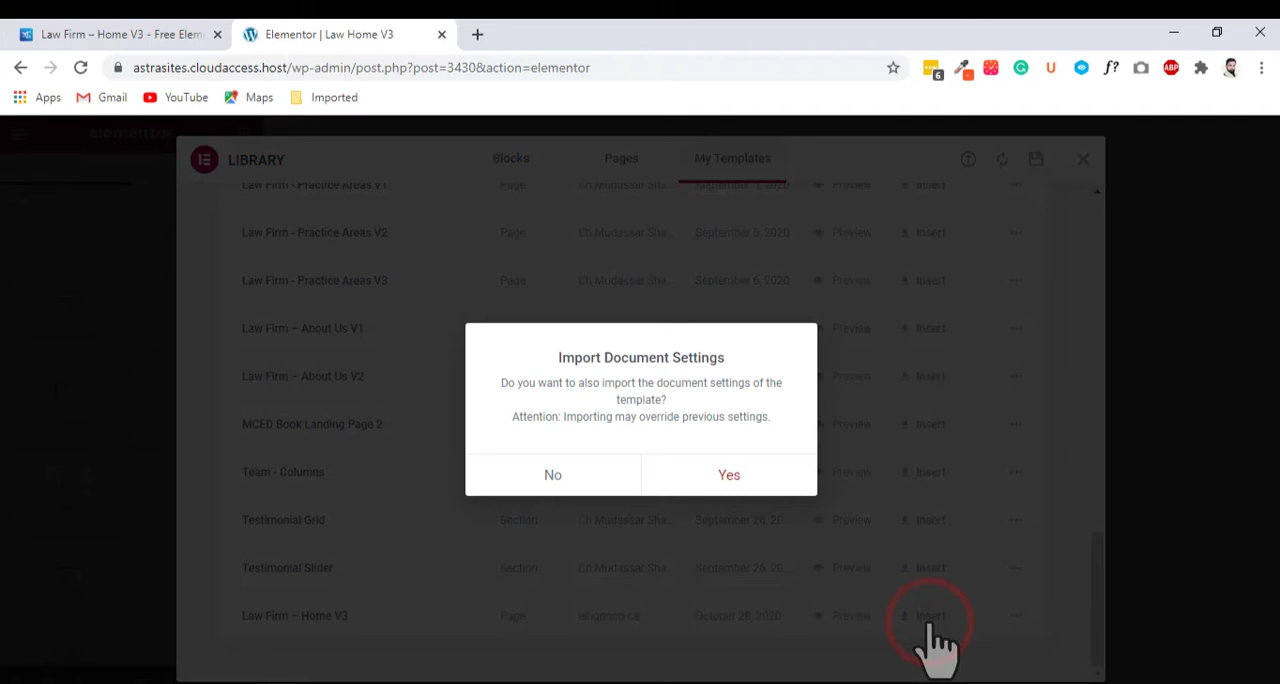 Law Firm – Home V3 - Free Elem
Elementor | Law Home V3
astrasites.cloudaccess.host/wp-admin/post.php?post=3430&action=elementor
6
ABP
f?
U
Apps
Gmail
YouTube
Maps
Imported
elementor
LIBRARY
Blocks
Pages
My Templates
Law Firm - Practice Areas V1 Page Ch Mudassar Sha... September 5, 2020 Preview Insert
Law Firm - Practice Areas V2 Page Ch Mudassar Sha... September 5, 2020 Preview Insert
Law Firm - Practice Areas V3 Page Ch Mudassar Sha... September 6, 2020 Preview Insert
Law Firm – About Us V1 Preview Insert
Law Firm – About Us V2 Preview Insert
MCED Book Landing Page 2 Preview Insert
Team - Columns Preview Insert
Testimonial Grid Section Ch Mudassar Sha... September 26, 20... Preview Insert
Testimonial Slider Section Ch Mudassar Sha... September 26, 20... Preview Insert
Law Firm – Home V3 Page October 28, 2020 Preview Insert
Import Document Settings
Do you want to also import the document settings of the
template?
Attention: Importing may override previous settings.
No
Yes